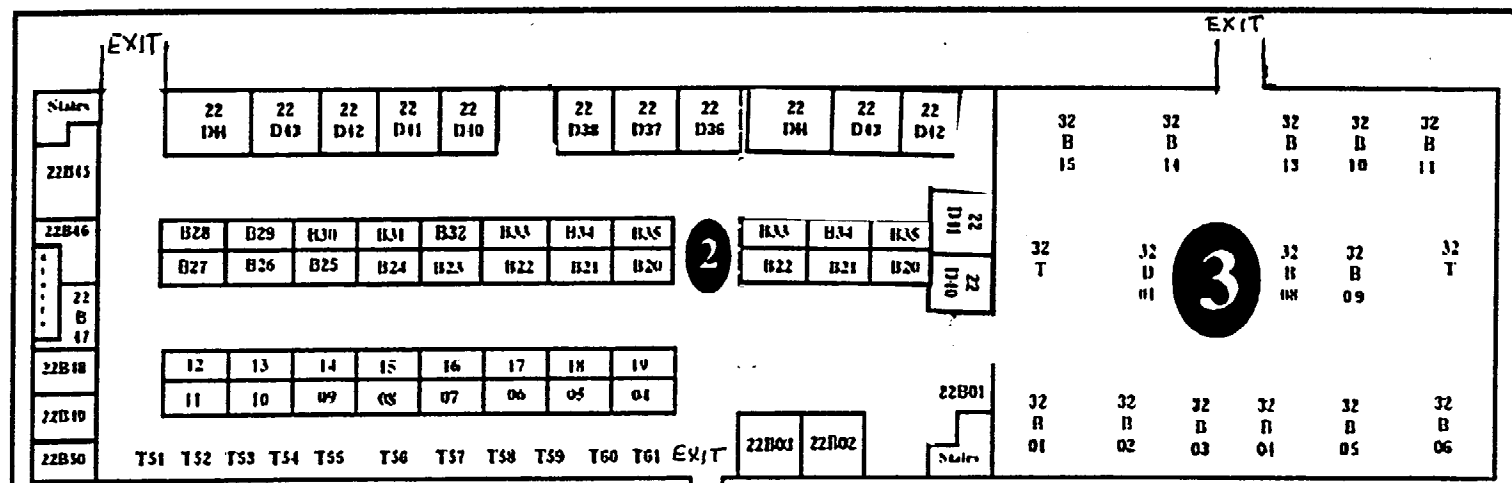 EXIT
EXIT
Stairs
22 22 22 22 22 22 22 22 22 22 22
D44 D43 D42 D41 D40 D38 D37 D36 D44 D43 D42
32 32 32 32 32
B B B B B
15 14 13 10 11
22B45
22B46
B28 B29 B30 B31 B32 B33 B34 B35
B27 B26 B25 B24 B23 B22 B21 B20
2
B33 B34 B35
B22 B21 B20
22
D41
22
D40
32
T
32
D
01
3
32
B
08
32
B
09
32
T
22
B
47
22B48
22B49
22B50
12 13 14 15 16 17 18 19
11 10 09 08 07 06 05 04
T51 T52 T53 T54 T55 T56 T57 T58 T59 T60 T61
EXIT
22B03 22B02
22B01
Stairs
32 32 32 32 32 32
B B B B B B
01 02 03 04 05 06